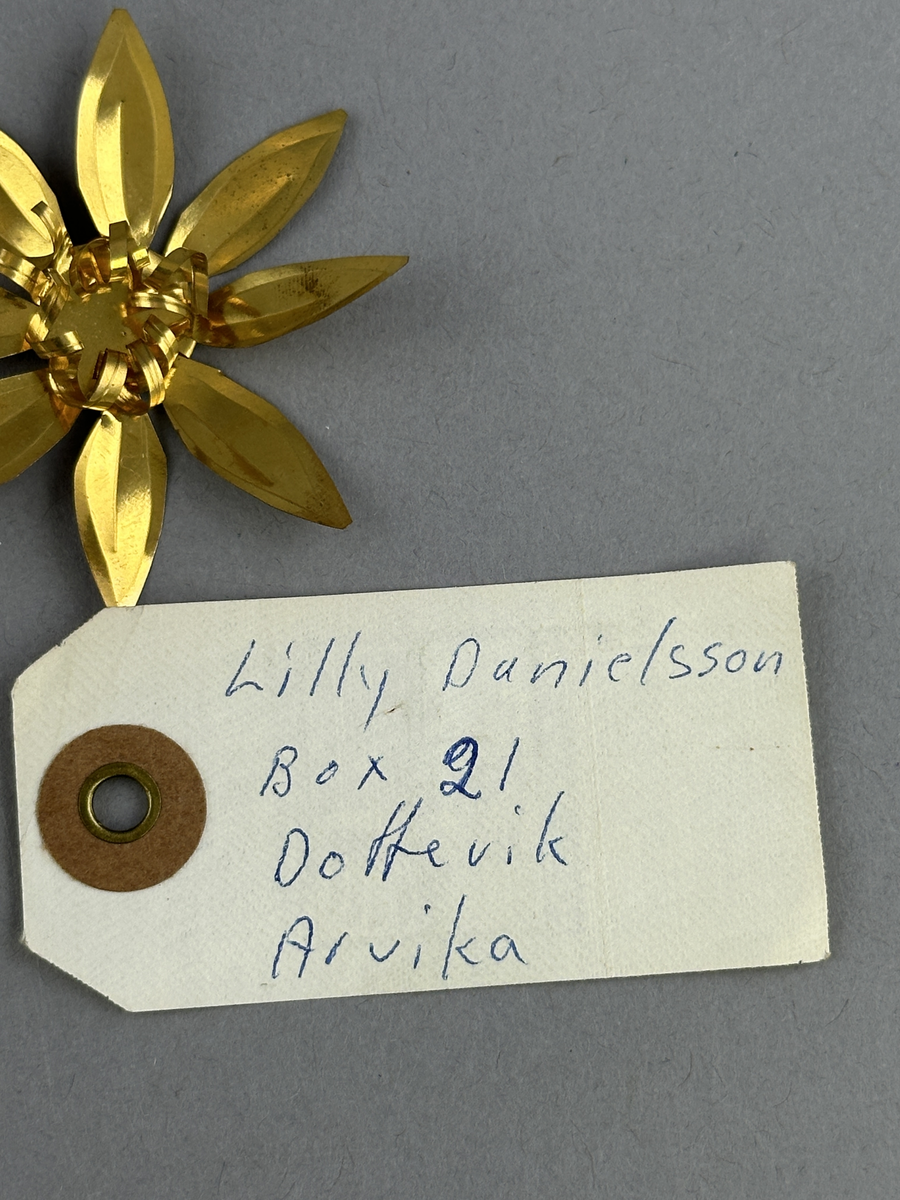 Lilly Danielsson
Box 21
Dottevik
Arvika